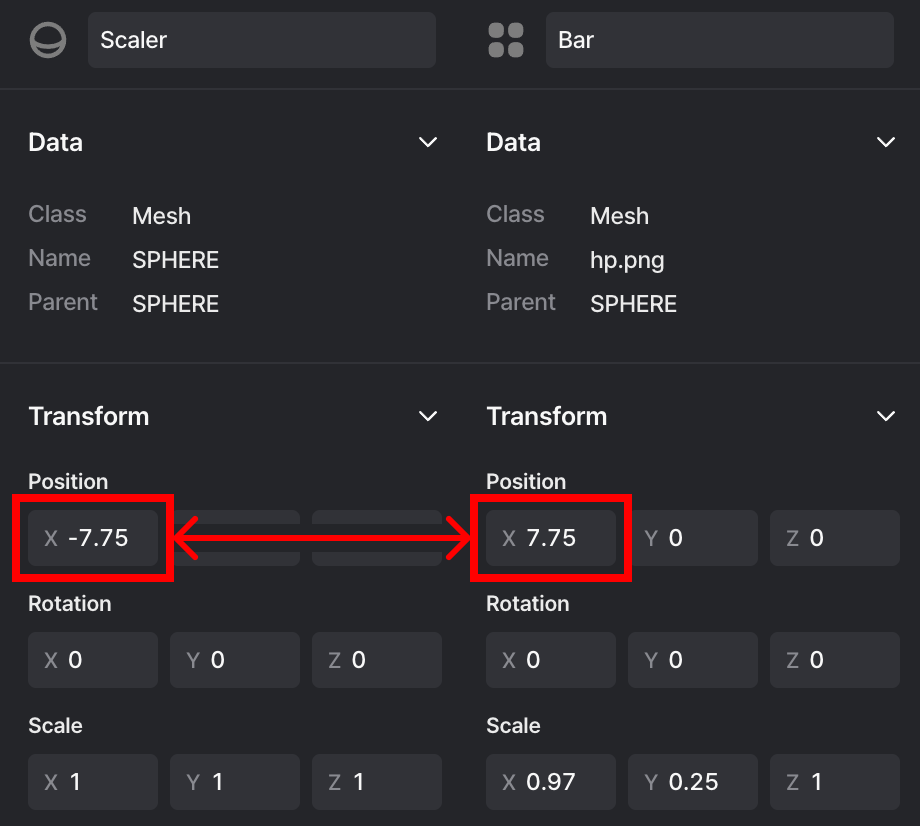 Scaler
Data
Class Mesh
Name SPHERE
Parent SPHERE
Transform
Position
X -7.75
Rotation
X 0 Y 0 Z 0
Scale
X 1 Y 1 Z 1
Bar
Data
Class Mesh
Name hp.png
Parent SPHERE
Transform
Position
X 7.75 Y 0 Z 0
Rotation
X 0 Y 0 Z 0
Scale
X 0.97 Y 0.25 Z 1